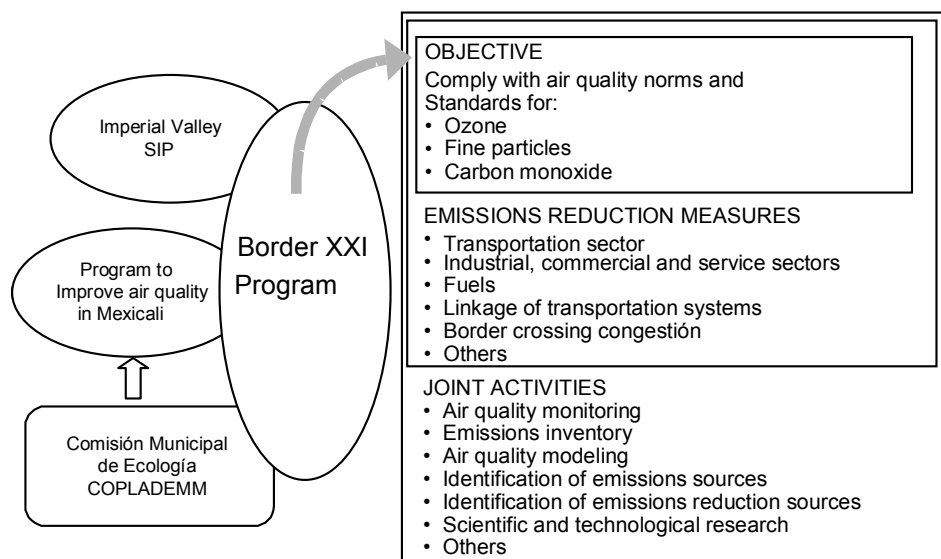 Imperial Valley
SIP
Program to
Improve air quality
in Mexicali
Comisión Municipal
de Ecología
COPLADEMM
Border XXI
Program
OBJECTIVE
Comply with air quality norms and
Standards for:
• Ozone
• Fine particles
• Carbon monoxide
EMISSIONS REDUCTION MEASURES
• Transportation sector
• Industrial, commercial and service sectors
• Fuels
• Linkage of transportation systems
• Border crossing congestión
• Others
JOINT ACTIVITIES
• Air quality monitoring
• Emissions inventory
• Air quality modeling
• Identification of emissions sources
• Identification of emissions reduction sources
• Scientific and technological research
• Others